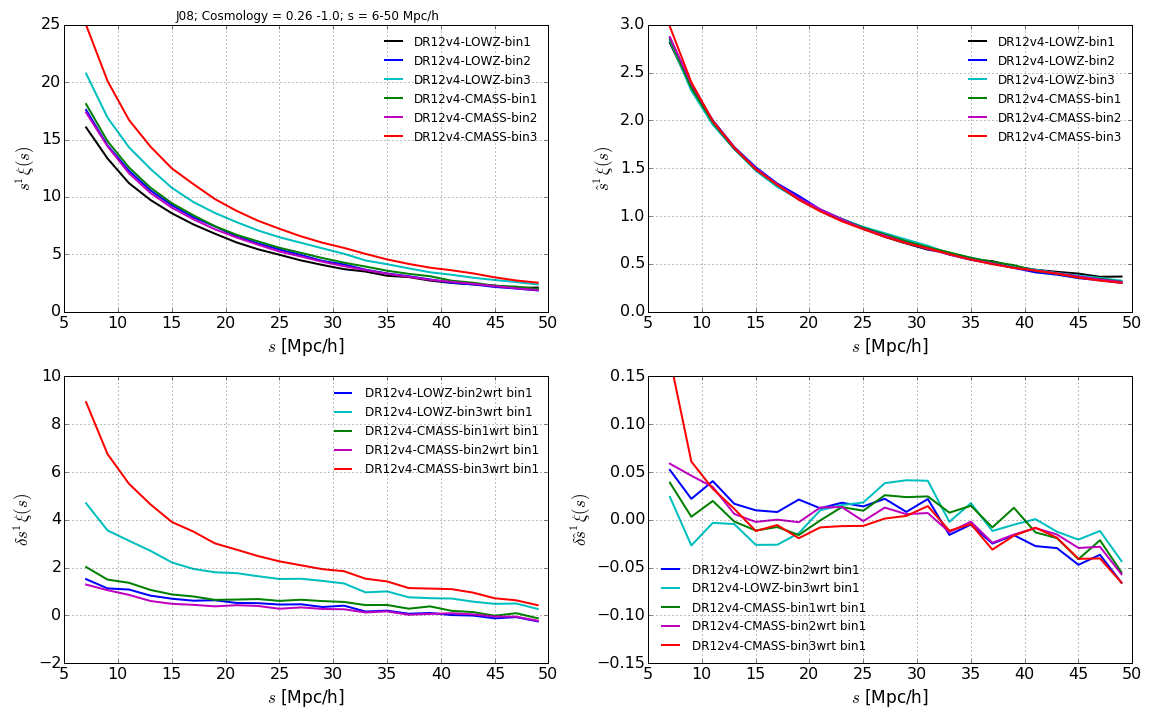 J08; Cosmology = 0.26 -1.0; s = 6-50 Mpc/h
25
20
15
10
5
0
s^1 ξ(s)
DR12v4-LOWZ-bin1
DR12v4-LOWZ-bin2
DR12v4-LOWZ-bin3
DR12v4-CMASS-bin1
DR12v4-CMASS-bin2
DR12v4-CMASS-bin3
5 10 15 20 25 30 35 40 45 50
s [Mpc/h]
3.0
2.5
2.0
1.5
1.0
0.5
0.0
ŝ^1 ξ(s)
DR12v4-LOWZ-bin1
DR12v4-LOWZ-bin2
DR12v4-LOWZ-bin3
DR12v4-CMASS-bin1
DR12v4-CMASS-bin2
DR12v4-CMASS-bin3
5 10 15 20 25 30 35 40 45 50
s [Mpc/h]
10
8
6
4
2
0
−2
δs^1 ξ(s)
DR12v4-LOWZ-bin2wrt bin1
DR12v4-LOWZ-bin3wrt bin1
DR12v4-CMASS-bin1wrt bin1
DR12v4-CMASS-bin2wrt bin1
DR12v4-CMASS-bin3wrt bin1
5 10 15 20 25 30 35 40 45 50
s [Mpc/h]
0.15
0.10
0.05
0.00
−0.05
−0.10
−0.15
δŝ^1 ξ(s)
DR12v4-LOWZ-bin2wrt bin1
DR12v4-LOWZ-bin3wrt bin1
DR12v4-CMASS-bin1wrt bin1
DR12v4-CMASS-bin2wrt bin1
DR12v4-CMASS-bin3wrt bin1
5 10 15 20 25 30 35 40 45 50
s [Mpc/h]